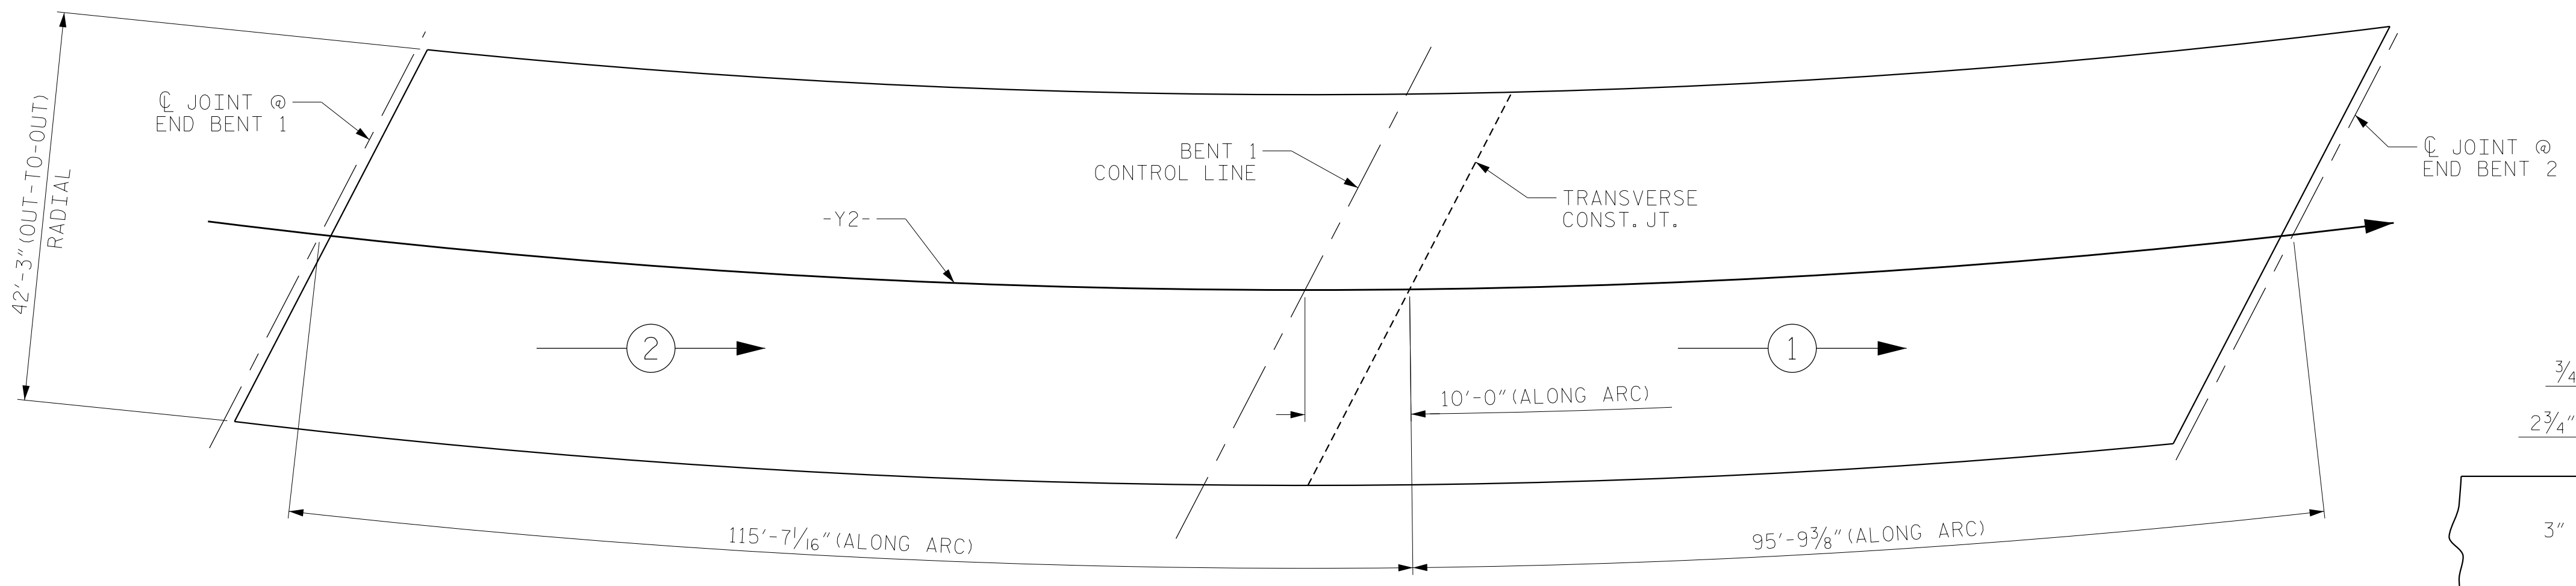 42'-3" (OUT-TO-OUT)
RADIAL
℄ JOINT @
END BENT 1
BENT 1
CONTROL LINE
-Y2-
TRANSVERSE
CONST. JT.
℄ JOINT @
END BENT 2
2
1
10'-0" (ALONG ARC)
115'-7 1/16" (ALONG ARC)
95'-9 3/8" (ALONG ARC)
3/4
2 3/4"
3"